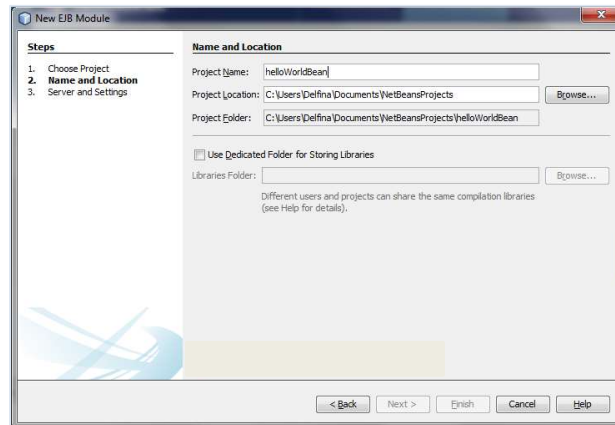 New EJB Module
Steps
1. Choose Project
2. Name and Location
3. Server and Settings
Name and Location
Project Name: helloWorldBean
Project Location: C:\Users\Delfina\Documents\NetBeansProjects Browse...
Project Folder: C:\Users\Delfina\Documents\NetBeansProjects\helloWorldBean
Use Dedicated Folder for Storing Libraries
Libraries Folder: Browse...
Different users and projects can share the same compilation libraries
(see Help for details).
< Back Next > Finish Cancel Help